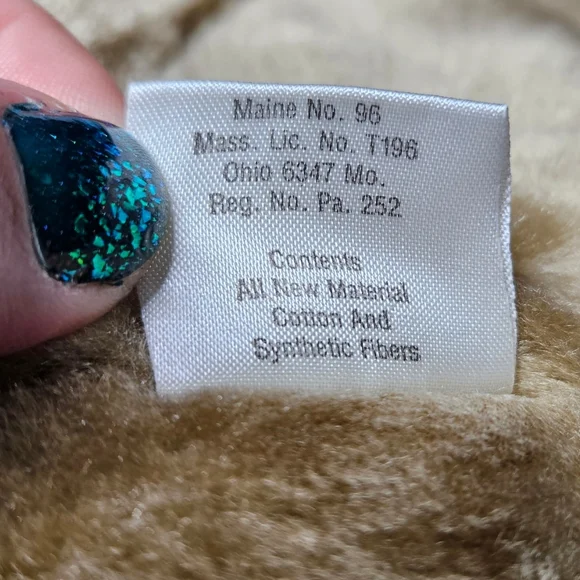 Maine No. 96
Mass. Lic. No. T196
Ohio 6347 Mo.
Reg. No. Pa. 252
Contents
All New Material
Cotton And
Synthetic Fibers